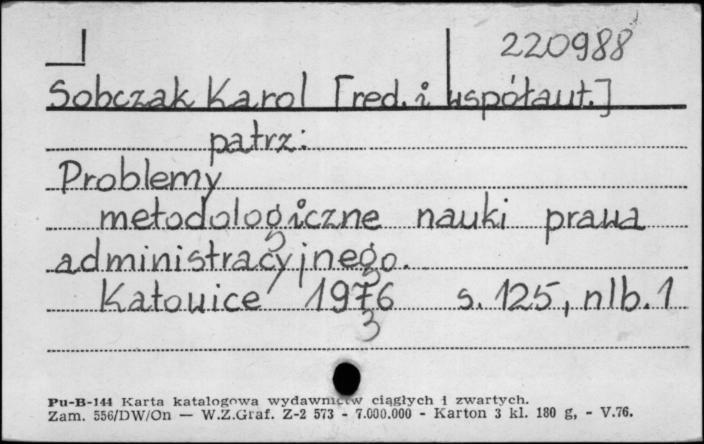 220988
Sobczak Karol [red. i współaut.]
patrz:
Problemy
metodologiczne nauki prawa
administracyjnego.
Katowice 1976 s. 125, nlb. 1
Pu-B-144 Karta katalogowa wydawnictw ciągłych i zwartych.
Zam. 556/DW/On — W.Z.Graf. Z-2 573 - 7.000.000 - Karton 3 kl. 180 g, - V.76.